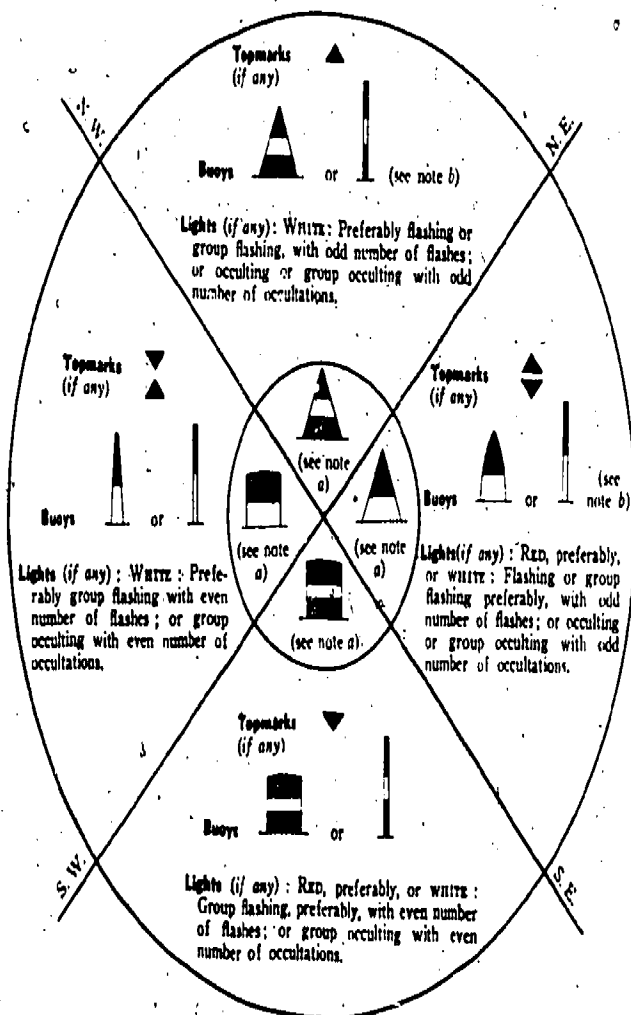 Topmarks ▲
(if any)
N. W.
N. E.
Buoys or (see note b)
Lights (if any) : WHITE : Preferably flashing or
group flashing, with odd number of flashes ;
or occulting or group occulting with odd
number of occultations.
Topmarks ▼
(if any) ▲
Buoys or
Lights (if any) : WHITE : Prefe-
rably group flashing with even
number of flashes ; or group
occulting with even number of
occultations.
(see note
a)
(see note
a)
(see note
a)
(see note a)
Topmarks ▲
(if any) ▼
Buoys or (see
note b)
Lights (if any) : RED, preferably,
or WHITE : Flashing or group
flashing preferably, with odd
number of flashes ; or occulting
or group occulting with odd
number of occultations.
Topmarks ▼
(if any)
Buoys or
S. W.
S. E.
Lights (if any) : RED, preferably, or WHITE :
Group flashing, preferably, with even number
of flashes ; or group occulting with even
number of occultations.